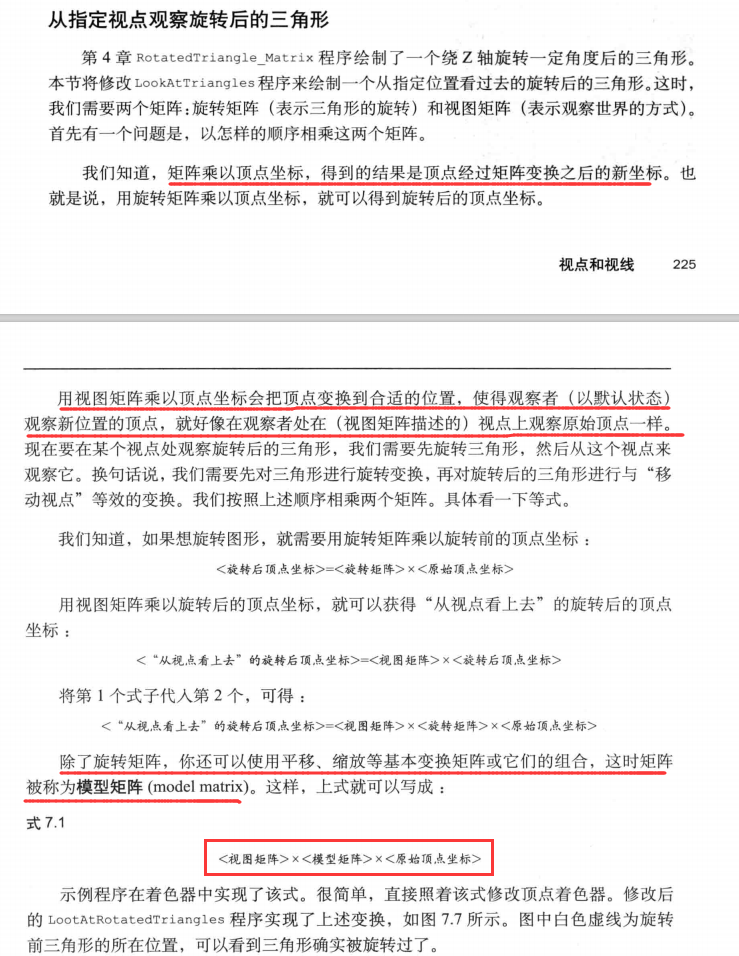 从指定视点观察旋转后的三角形
第 4 章 RotatedTriangle_Matrix 程序绘制了一个绕 Z 轴旋转一定角度后的三角形。
本节将修改 LookAtTriangles 程序来绘制一个从指定位置看过去的旋转后的三角形。这时，
我们需要两个矩阵：旋转矩阵（表示三角形的旋转）和视图矩阵（表示观察世界的方式）。
首先有一个问题是，以怎样的顺序相乘这两个矩阵。
我们知道，矩阵乘以顶点坐标，得到的结果是顶点经过矩阵变换之后的新坐标。也
就是说，用旋转矩阵乘以顶点坐标，就可以得到旋转后的顶点坐标。
视点和视线 225
用视图矩阵乘以顶点坐标会把顶点变换到合适的位置，使得观察者（以默认状态）
观察新位置的顶点，就好像在观察者处在（视图矩阵描述的）视点上观察原始顶点一样。
现在要在某个视点处观察旋转后的三角形，我们需要先旋转三角形，然后从这个视点来
观察它。换句话说，我们需要先对三角形进行旋转变换，再对旋转后的三角形进行与“移
动视点”等效的变换。我们按照上述顺序相乘两个矩阵。具体看一下等式。
我们知道，如果想旋转图形，就需要用旋转矩阵乘以旋转前的顶点坐标：
<旋转后顶点坐标>=<旋转矩阵>×<原始顶点坐标>
用视图矩阵乘以旋转后的顶点坐标，就可以获得“从视点看上去”的旋转后的顶点
坐标：
<“从视点看上去”的旋转后顶点坐标>=<视图矩阵>×<旋转后顶点坐标>
将第 1 个式子代入第 2 个，可得：
<“从视点看上去”的旋转后顶点坐标>=<视图矩阵>×<旋转矩阵>×<原始顶点坐标>
除了旋转矩阵，你还可以使用平移、缩放等基本变换矩阵或它们的组合，这时矩阵
被称为模型矩阵 (model matrix)。这样，上式就可以写成：
式 7.1
<视图矩阵>×<模型矩阵>×<原始顶点坐标>
示例程序在着色器中实现了该式。很简单，直接照着该式修改顶点着色器。修改后
的 LootAtRotatedTriangles 程序实现了上述变换，如图 7.7 所示。图中白色虚线为旋转
前三角形的所在位置，可以看到三角形确实被旋转过了。